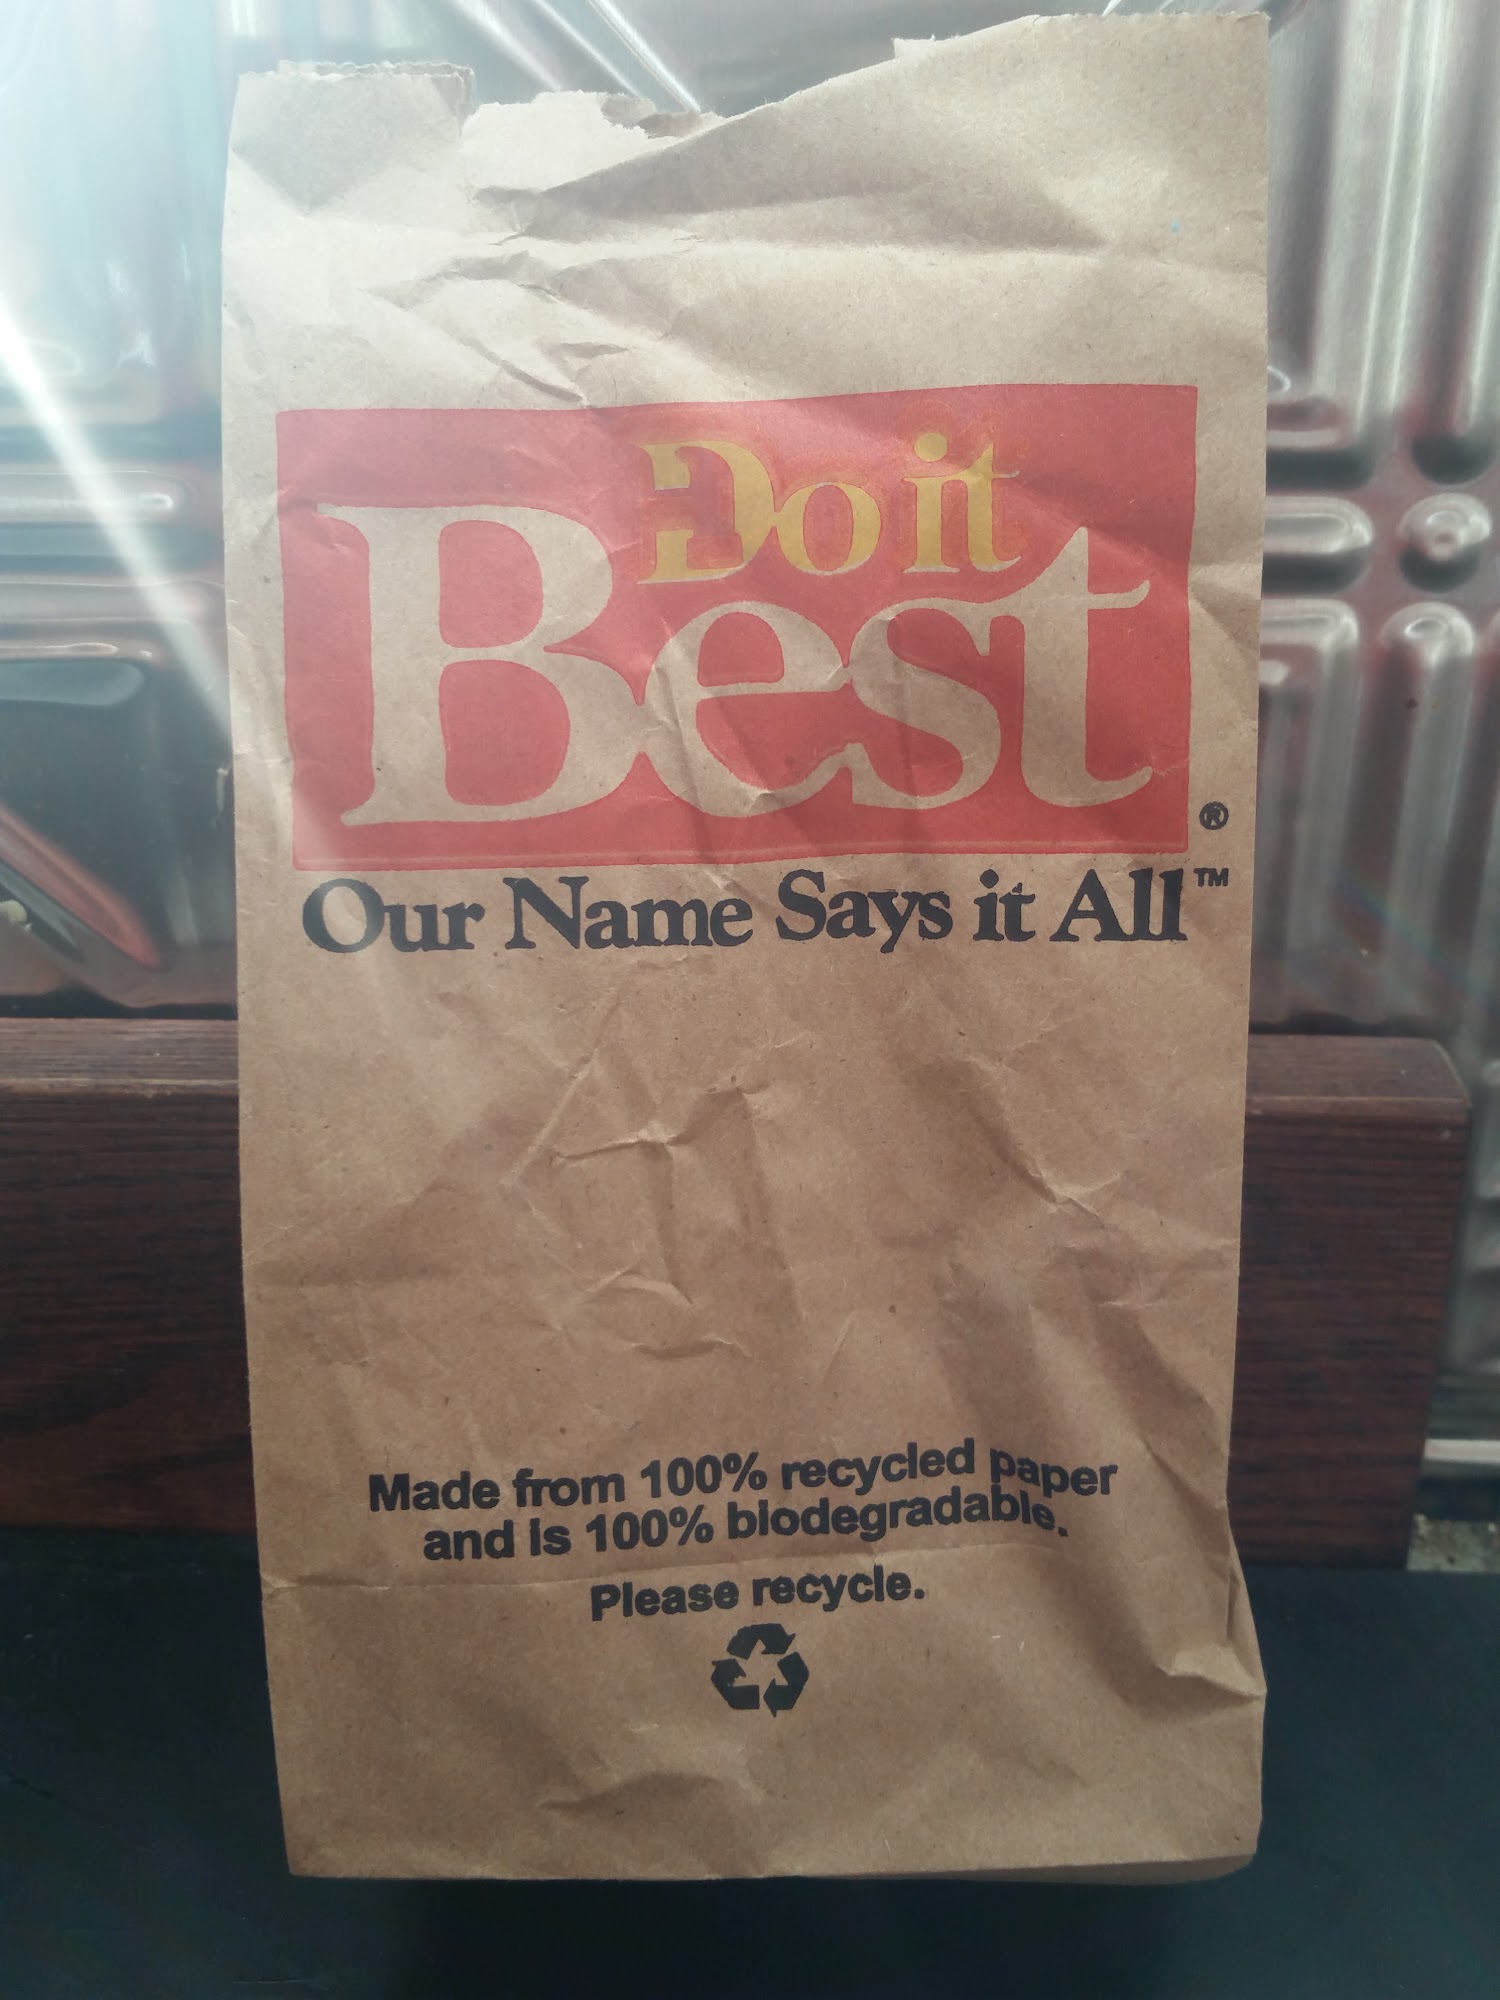 Do it
Best®
Our Name Says it All™
Made from 100% recycled paper
and is 100% biodegradable.
Please recycle.